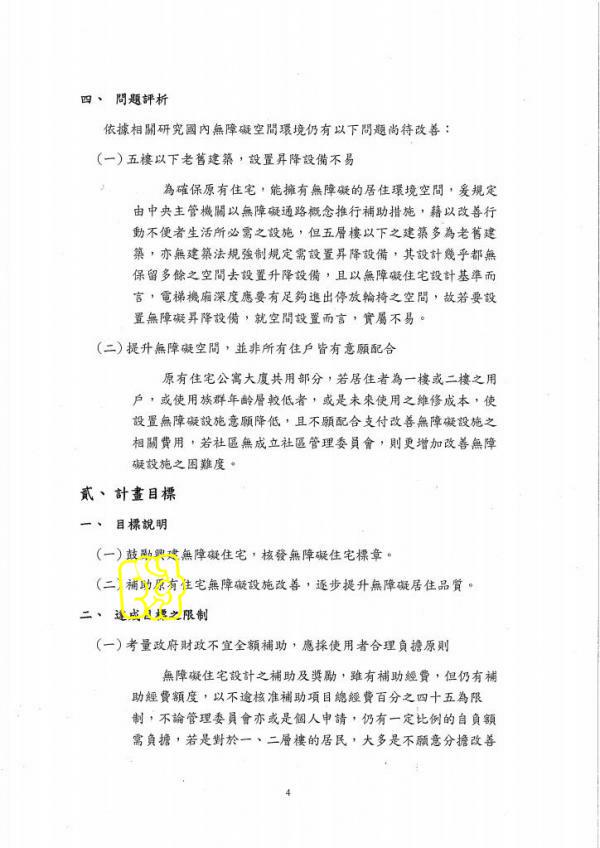 四、 問題評析
依據相關研究國內無障礙空間環境仍有以下問題尚待改善：
(一)五樓以下老舊建築，設置昇降設備不易
為確保原有住宅，能擁有無障礙的居住環境空間，爰規定
由中央主管機關以無障礙通路概念推行補助措施，藉以改善行
動不便者生活所必需之設施，但五層樓以下之建築多為老舊建
築，亦無建築法規強制規定需設置昇降設備，其設計幾乎都無
保留多餘之空間去設置升降設備，且以無障礙住宅設計基準而
言，電梯機廂深度應要有足夠進出停放輪椅之空間，故若要設
置無障礙昇降設備，就空間設置而言，實屬不易。
(二)提升無障礙空間，並非所有住戶皆有意願配合
原有住宅公寓大廈共用部分，若居住者為一樓或二樓之用
戶，或使用族群年齡層較低者，或是未來使用之維修成本，使
設置無障礙設施意願降低，且不願配合支付改善無障礙設施之
相關費用，若社區無成立社區管理委員會，則更增加改善無障
礙設施之困難度。
貳、計畫目標
一、 目標說明
(一)鼓勵興建無障礙住宅，核發無障礙住宅標章。
(二)補助原有住宅無障礙設施改善，逐步提升無障礙居住品質。
二、 達成目標之限制
(一)考量政府財政不宜全額補助，應採使用者合理負擔原則
無障礙住宅設計之補助及獎勵，雖有補助經費，但仍有補
助經費額度，以不逾核准補助項目總經費百分之四十五為限
制，不論管理委員會亦或是個人申請，仍有一定比例的自負額
需負擔，若是對於一、二層樓的居民，大多是不願意分擔改善
4